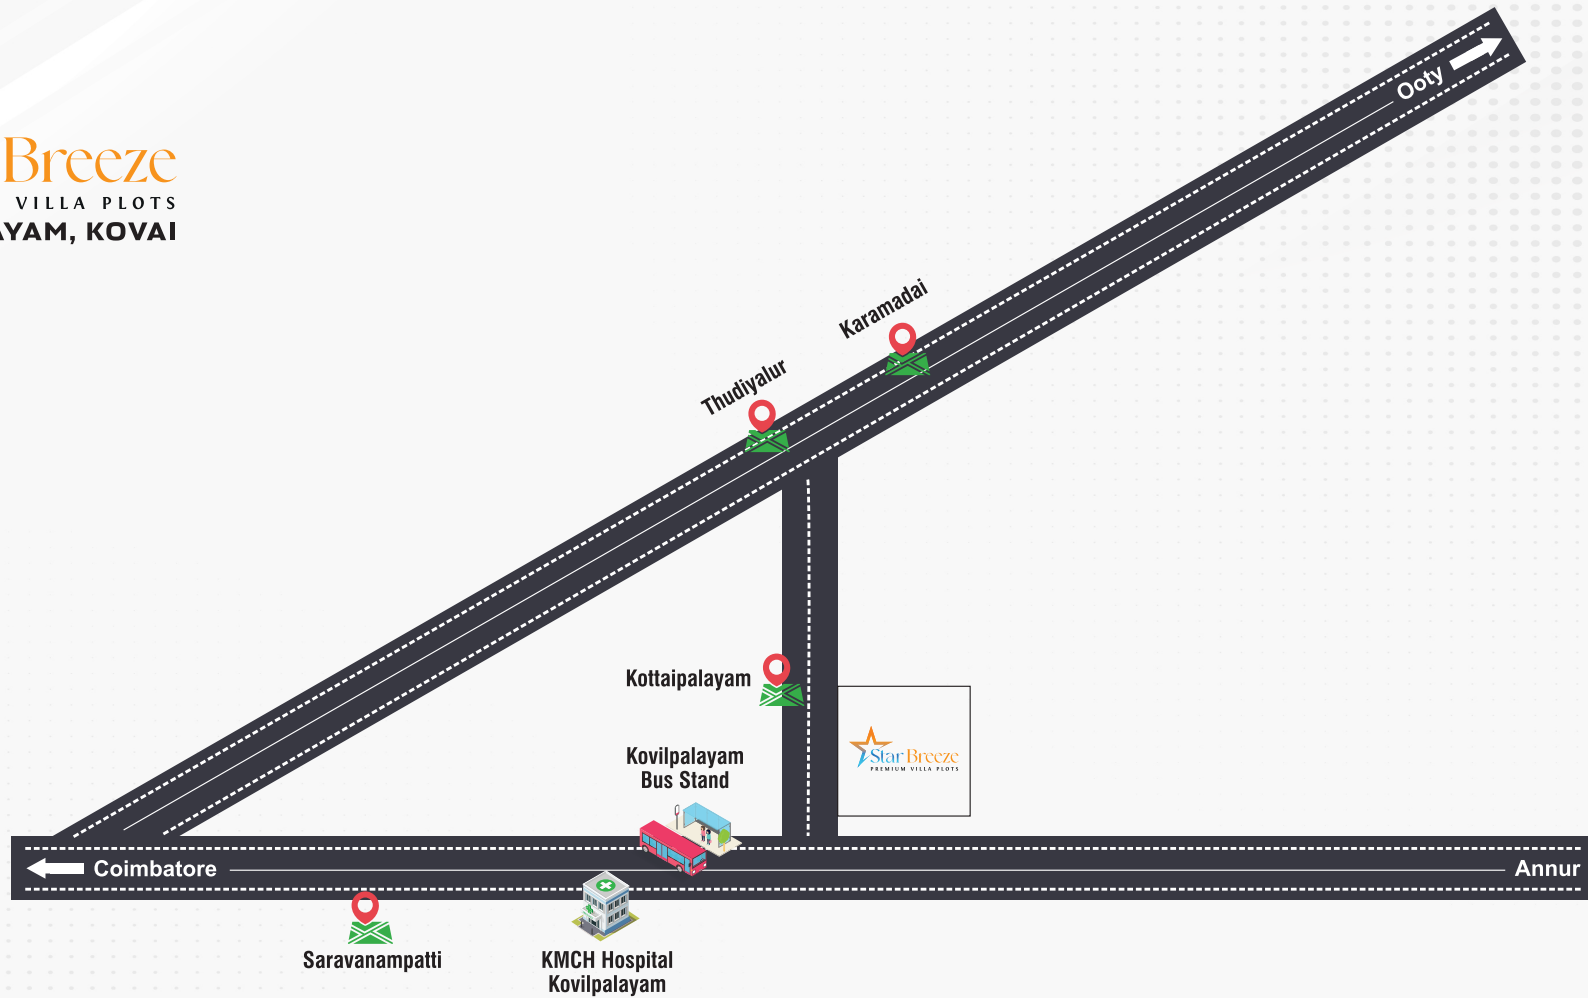 Breeze
VILLA PLOTS
AYAM, KOVAI
Ooty
Karamadai
Thudiyalur
Kottaipalayam
Kovilpalayam
Bus Stand
Star Breeze
PREMIUM VILLA PLOTS
Coimbatore
Annur
Saravanampatti
KMCH Hospital
Kovilpalayam